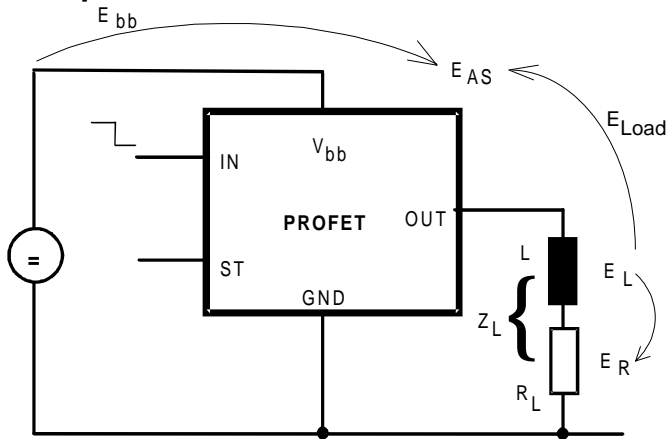 E bb
E AS
E Load
V bb
IN
PROFET
OUT
ST
GND
L
Z L
E L
E R
R L
=